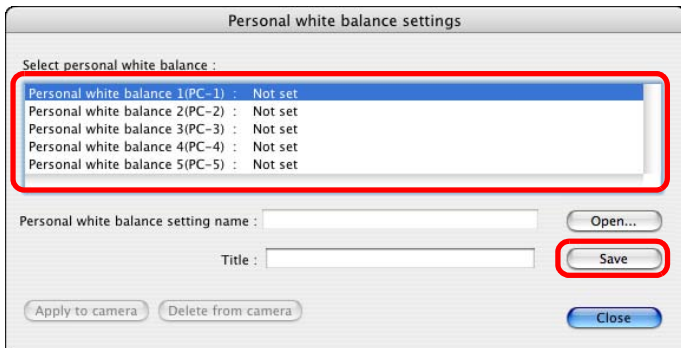 Personal white balance settings
Select personal white balance :
Personal white balance 1(PC-1) : Not set
Personal white balance 2(PC-2) : Not set
Personal white balance 3(PC-3) : Not set
Personal white balance 4(PC-4) : Not set
Personal white balance 5(PC-5) : Not set
Personal white balance setting name : Open...
Title : Save
Apply to camera Delete from camera Close